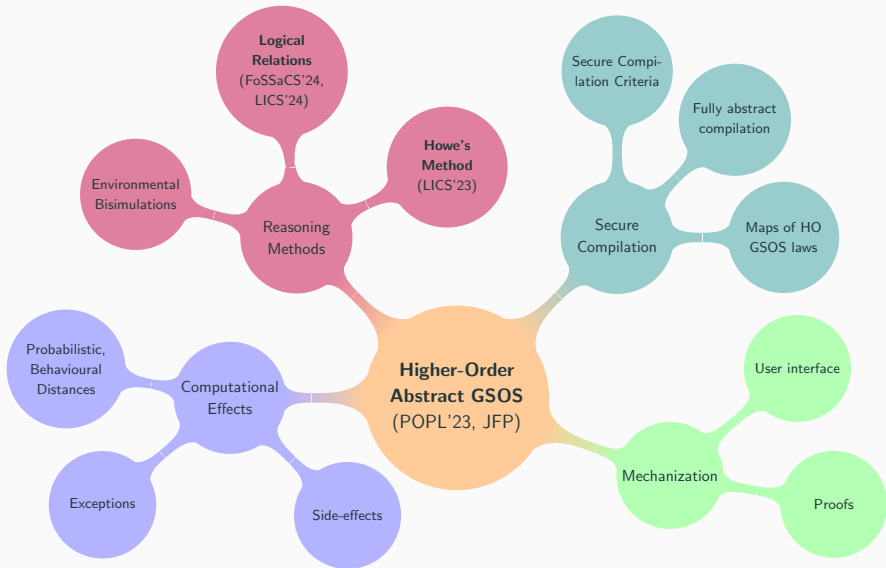 Logical
Relations
(FoSSaCS'24,
LICS'24)
Howe's
Method
(LICS'23)
Environmental
Bisimulations
Reasoning
Methods
Secure Compi-
lation Criteria
Fully abstract
compilation
Maps of HO
GSOS laws
Secure
Compilation
Higher-Order
Abstract GSOS
(POPL'23, JFP)
Probabilistic,
Behavioural
Distances
Computational
Effects
Exceptions
Side-effects
User interface
Mechanization
Proofs